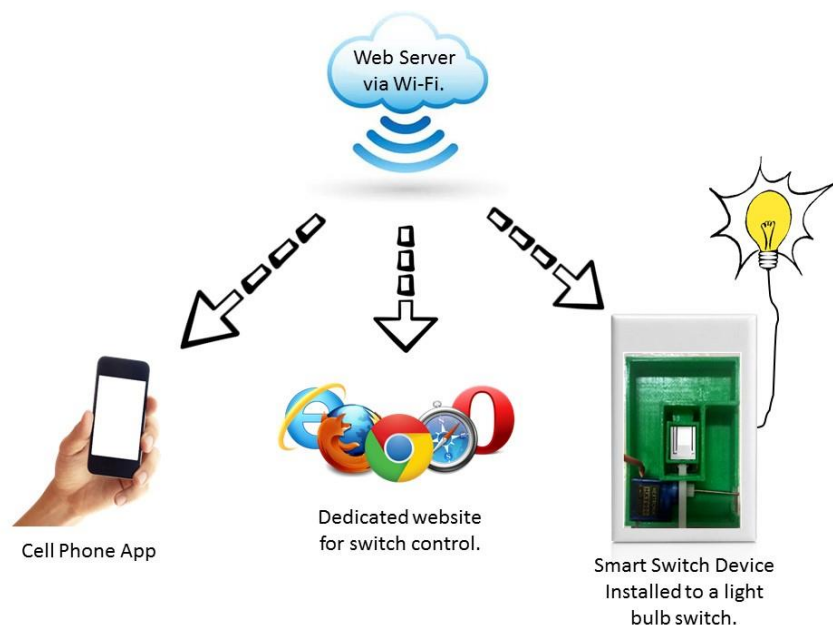 Web Server
via Wi-Fi.
Cell Phone App
Dedicated website
for switch control.
Smart Switch Device
Installed to a light
bulb switch.